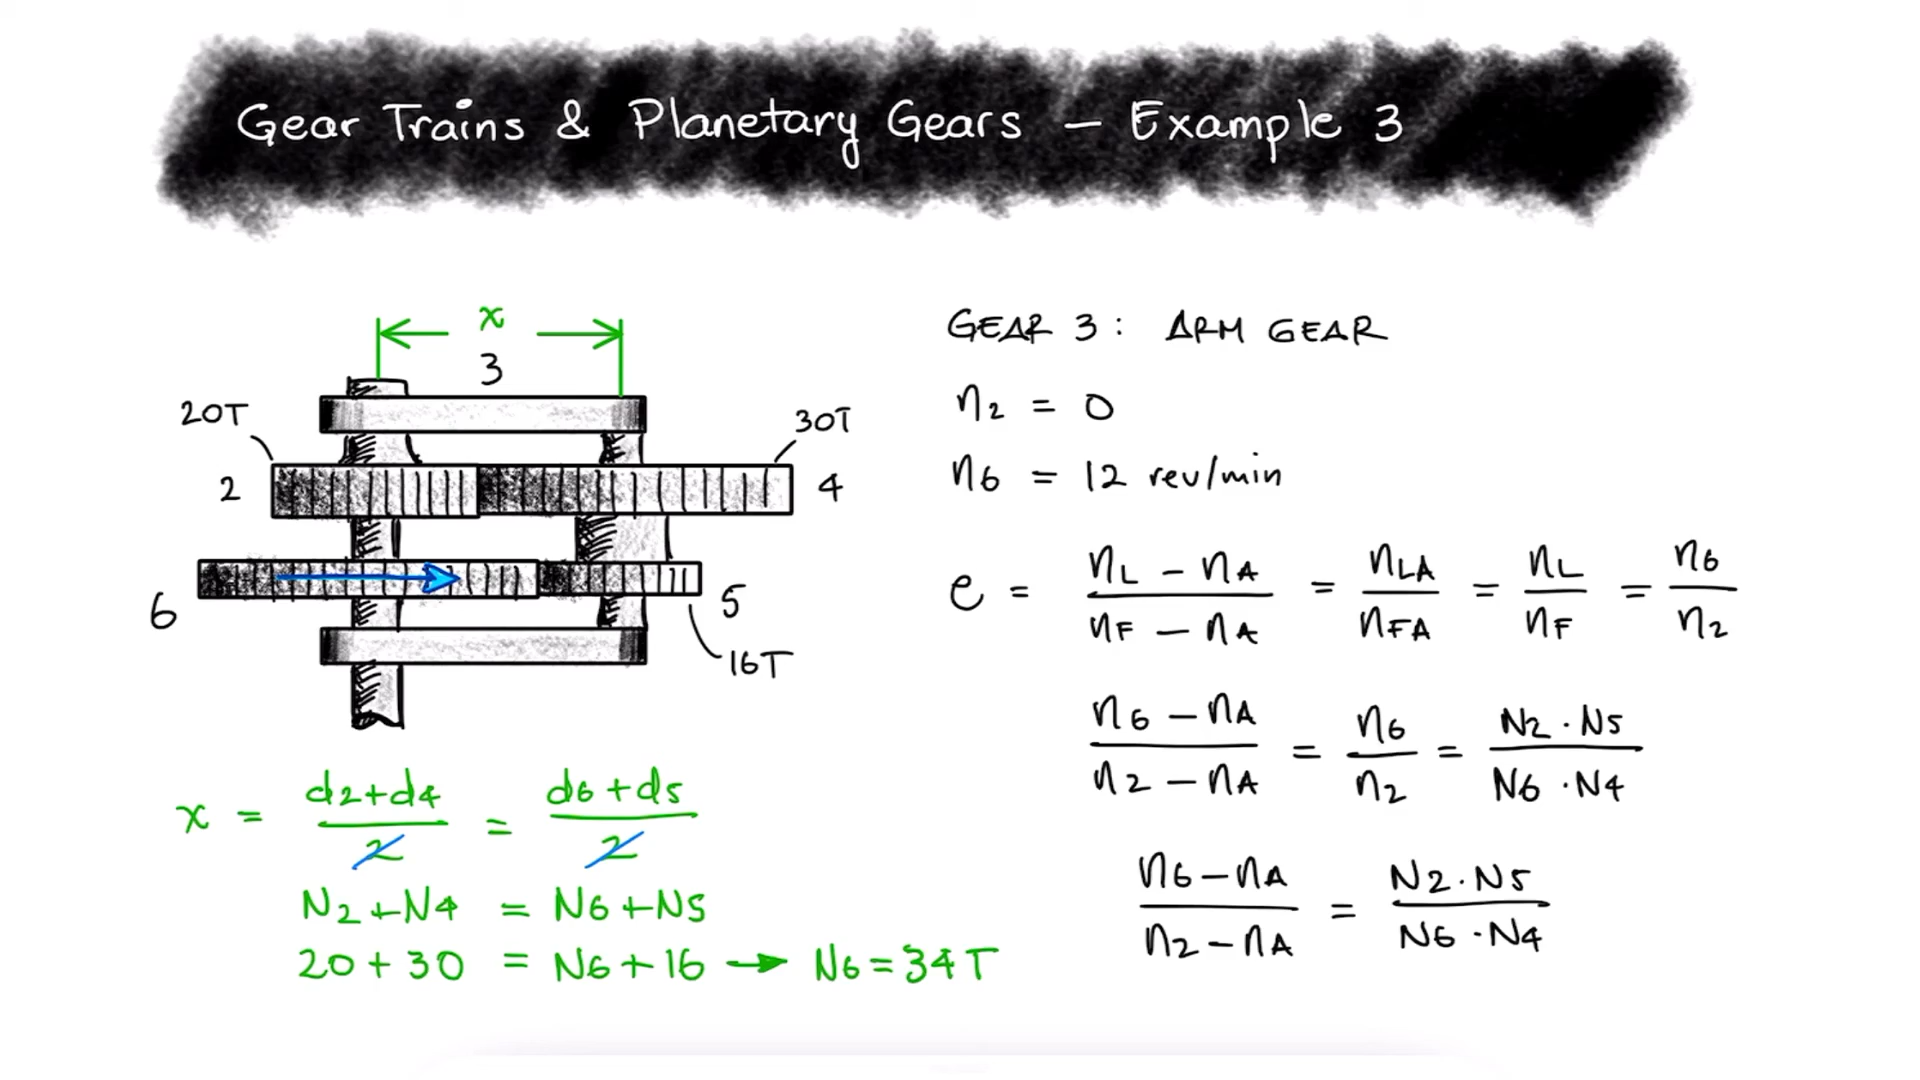 Gear Trains & Planetary Gears – Example 3
x
3
20T
30T
2
4
6
5
16T
x = d2+d4 / 2 = d6+d5 / 2
N2+N4 = N6+N5
20+30 = N6+16 → N6=34T
GEAR 3: ARM GEAR
n2 = 0
n6 = 12 rev/min
e = nL – nA / nF – nA = nLA / nFA = nL / nF = n6 / n2
n6 – nA / n2 – nA = n6 / n2 = N2 · N5 / N6 · N4
n6–nA / n2–nA = N2·N5 / N6·N4